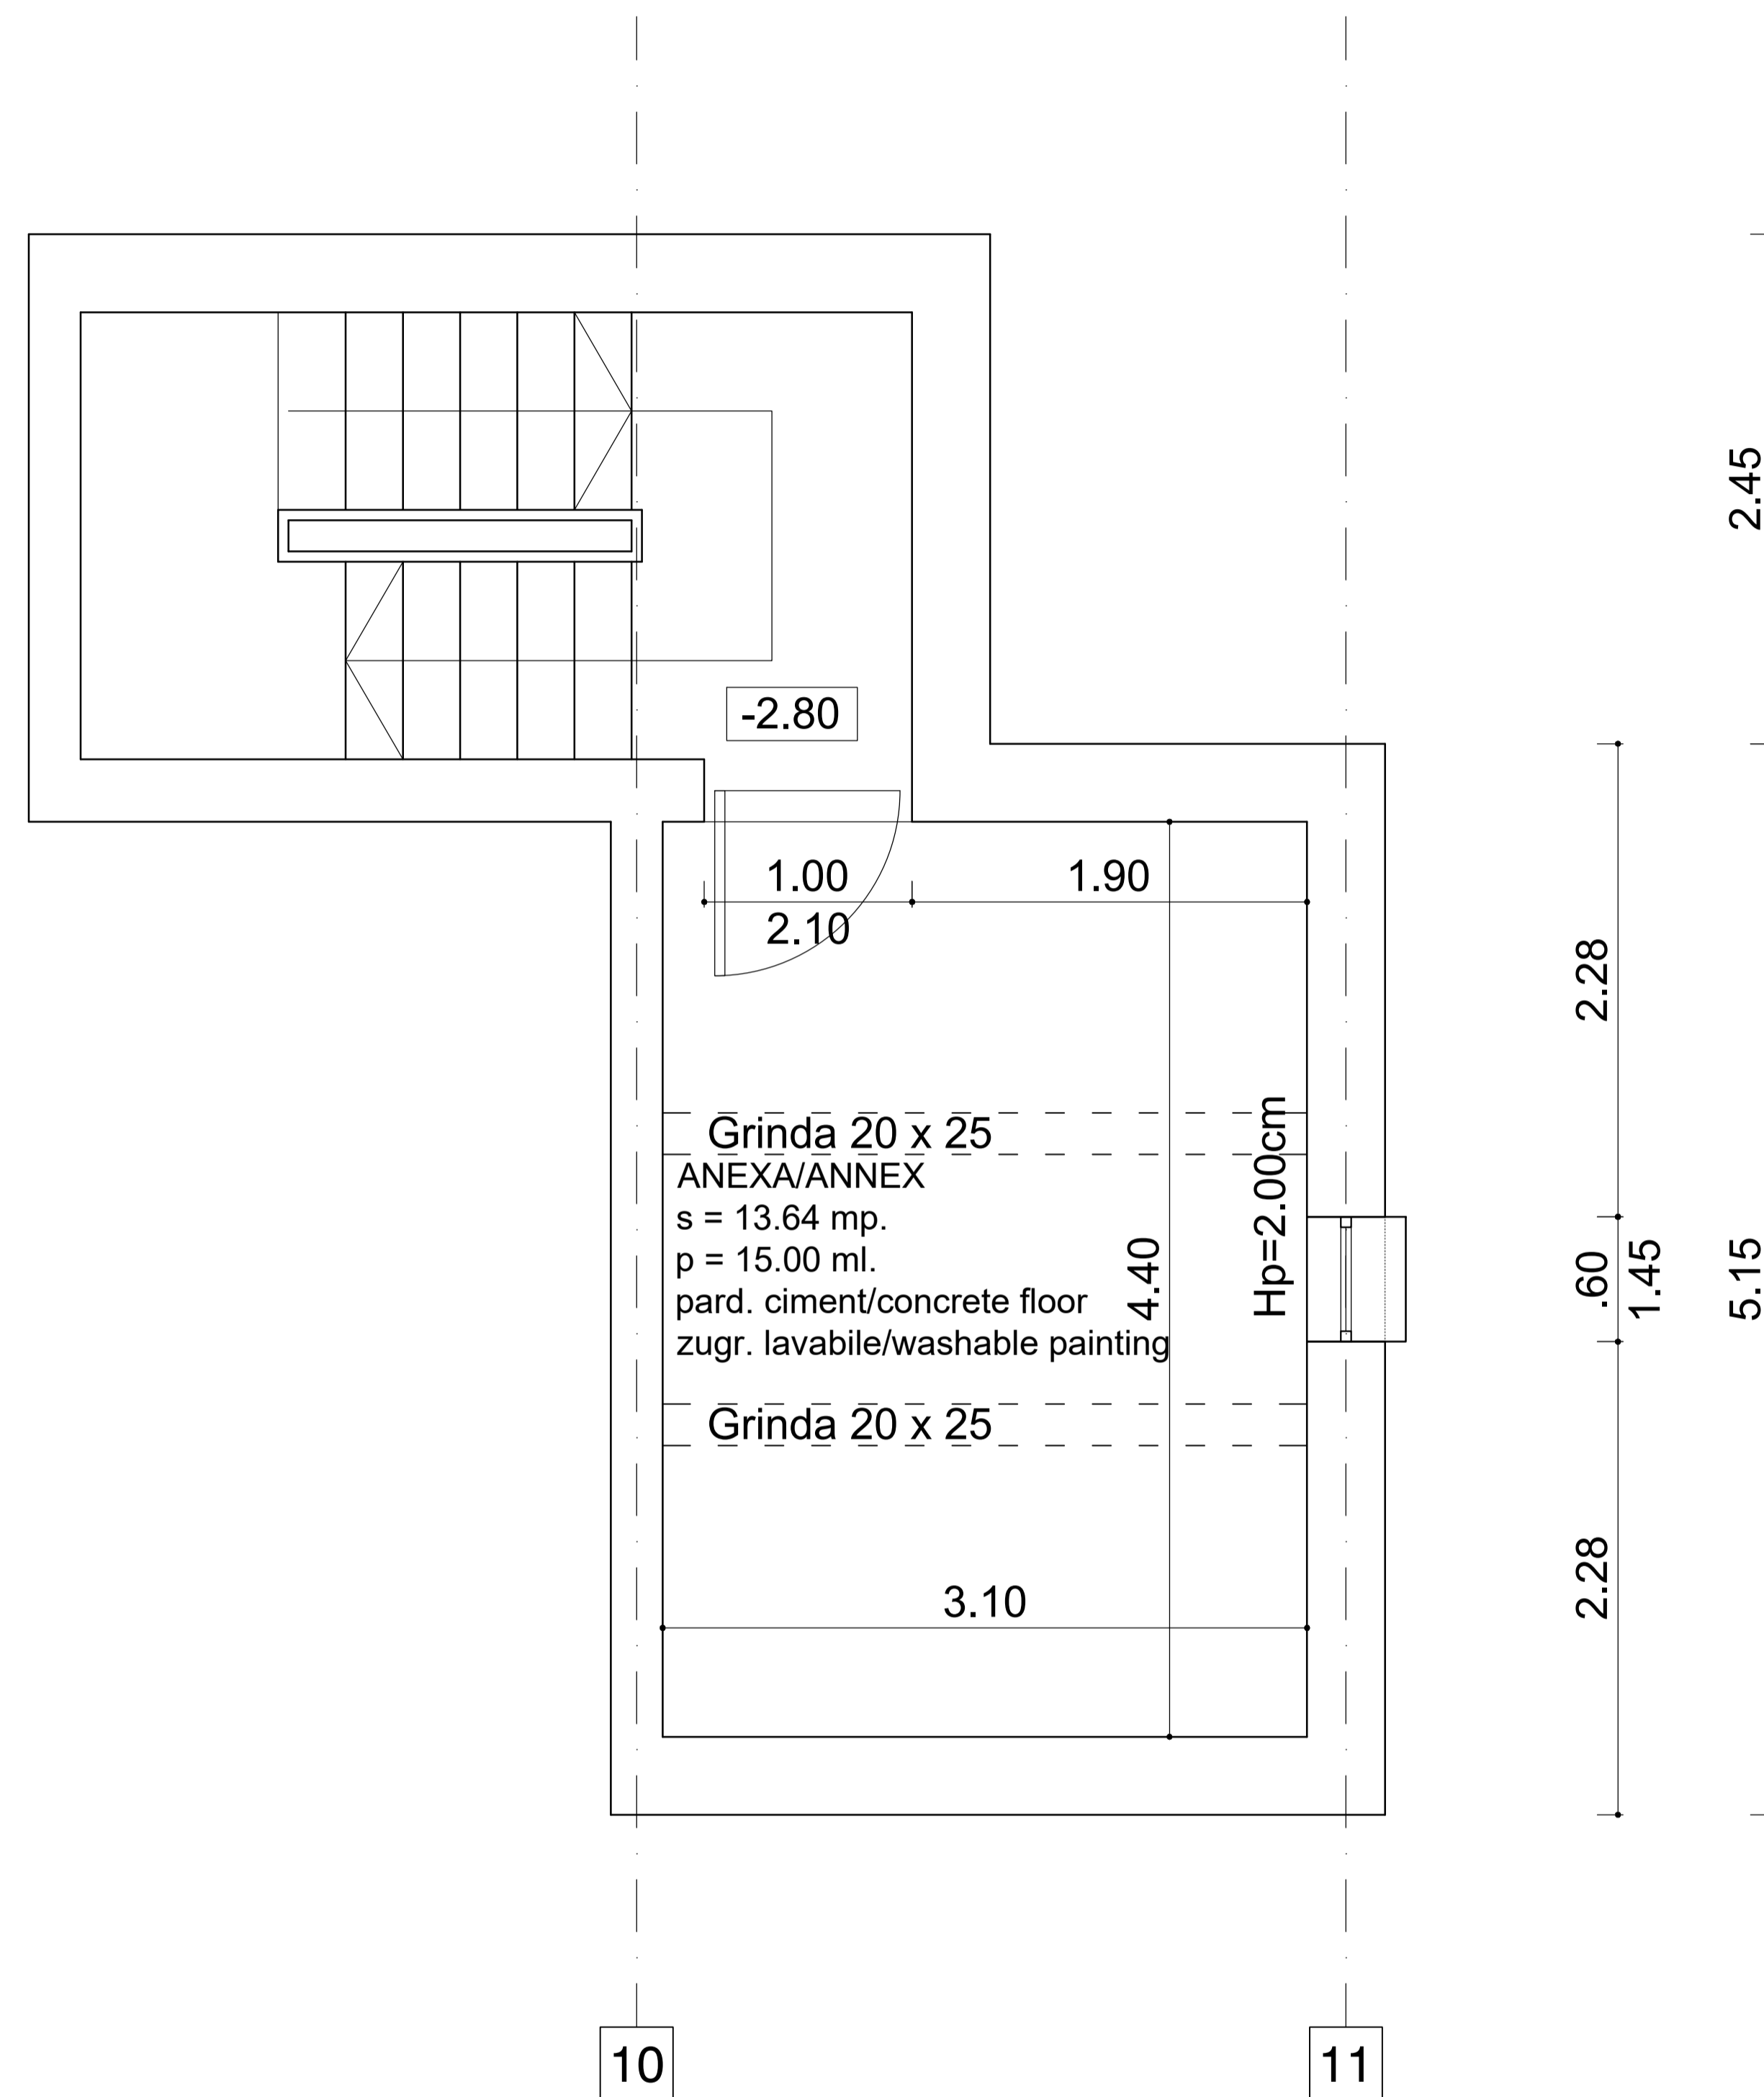 2.45
-2.80
1.00
1.90
2.10
2.28
Grinda 20 x 25
ANEXA/ANNEX
s = 13.64 mp.
p = 15.00 ml.
pard. ciment/concrete floor
zugr. lavabile/washable painting
4.40
Hp=2.00cm
.60
1.45
5.15
Grinda 20 x 25
2.28
3.10
10
11